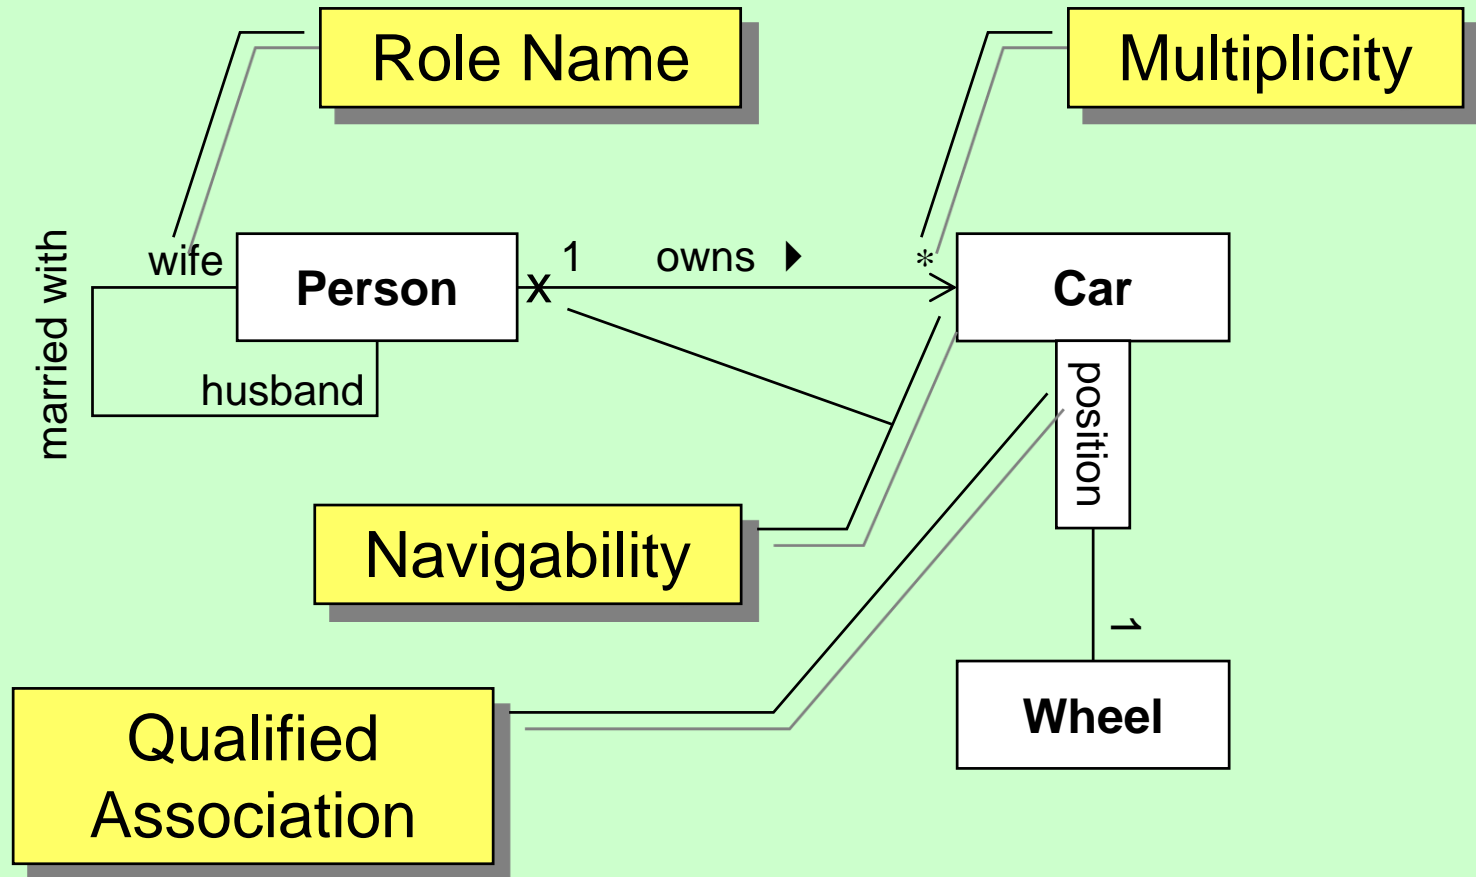 Role Name
Multiplicity
married with
wife
Person
husband
X
1
owns
*
Car
position
1
Wheel
Navigability
Qualified
Association